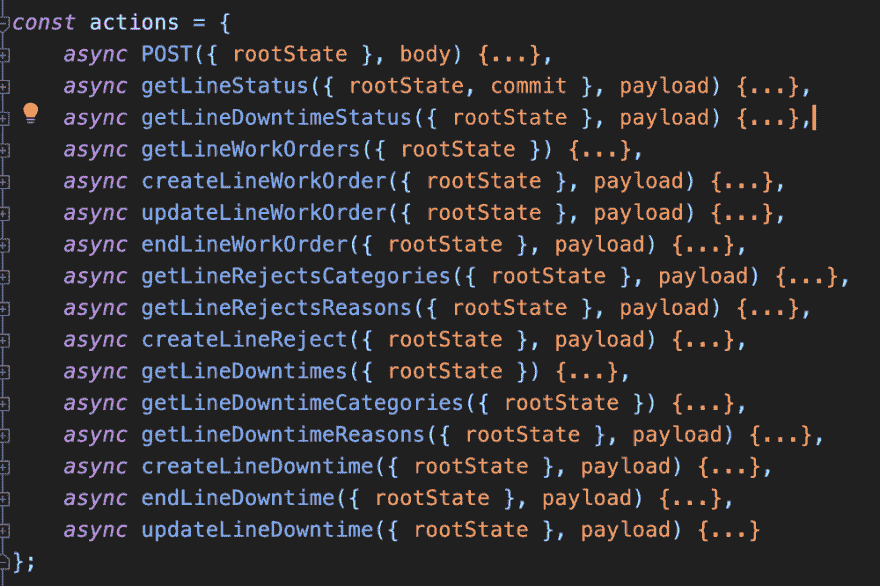 const actions = {
    async POST({ rootState }, body) {...},
    async getLineStatus({ rootState, commit }, payload) {...},
    async getLineDowntimeStatus({ rootState }, payload) {...},
    async getLineWorkOrders({ rootState }) {...},
    async createLineWorkOrder({ rootState }, payload) {...},
    async updateLineWorkOrder({ rootState }, payload) {...},
    async endLineWorkOrder({ rootState }, payload) {...},
    async getLineRejectsCategories({ rootState }, payload) {...},
    async getLineRejectsReasons({ rootState }, payload) {...},
    async createLineReject({ rootState }, payload) {...},
    async getLineDowntimes({ rootState }) {...},
    async getLineDowntimeCategories({ rootState }) {...},
    async getLineDowntimeReasons({ rootState }, payload) {...},
    async createLineDowntime({ rootState }, payload) {...},
    async endLineDowntime({ rootState }, payload) {...},
    async updateLineDowntime({ rootState }, payload) {...}
};